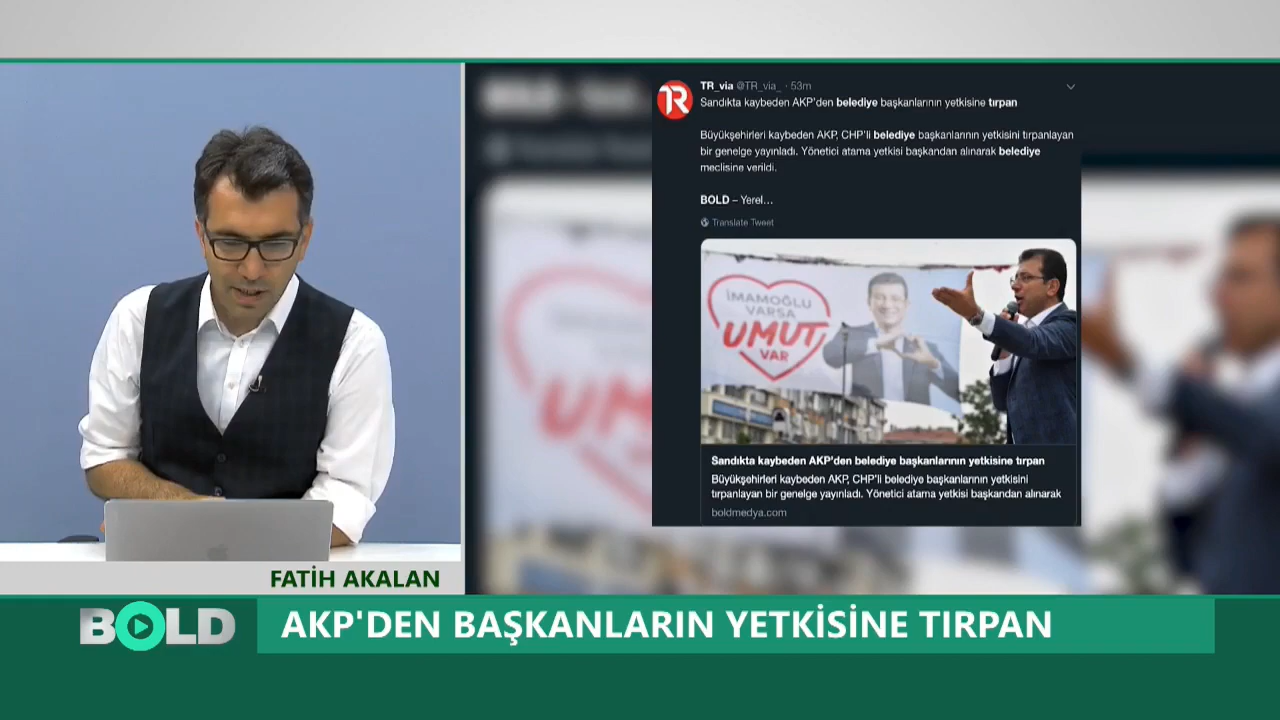 TR_via @TR_via_ · 53m
Sandıkta kaybeden AKP'den belediye başkanlarının yetkisine tırpan
Büyükşehirleri kaybeden AKP, CHP'li belediye başkanlarının yetkisini tırpanlayan
bir genelge yayınladı. Yönetici atama yetkisi başkandan alınarak belediye
meclisine verildi.
BOLD – Yerel...
Translate Tweet
İMAMOĞLU
VARSA
UMUT
VAR
Sandıkta kaybeden AKP'den belediye başkanlarının yetkisine tırpan
Büyükşehirleri kaybeden AKP, CHP'li belediye başkanlarının yetkisini
tırpanlayan bir genelge yayınladı. Yönetici atama yetkisi başkandan alınarak
boldmedya.com
FATİH AKALAN
BOLD
AKP'DEN BAŞKANLARIN YETKİSİNE TIRPAN